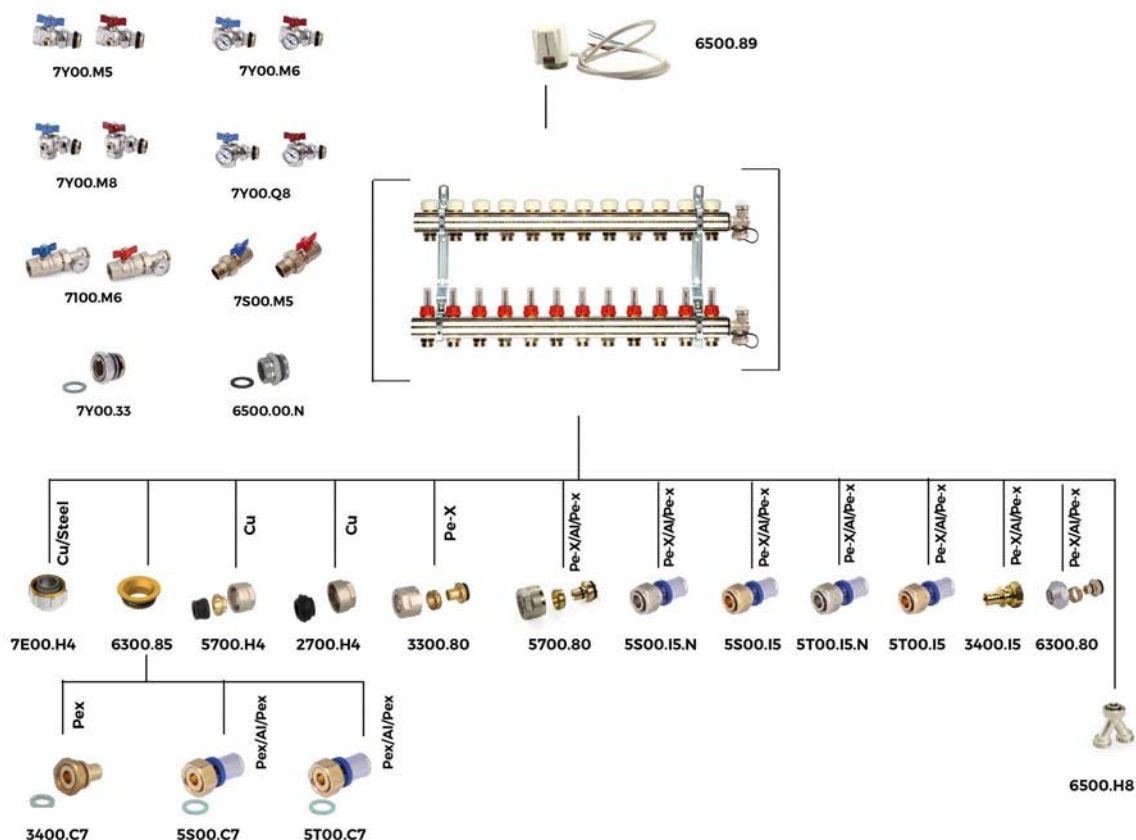 6500.89
7Y00.M5
7Y00.M6
7Y00.M8
7Y00.Q8
7100.M6
7S00.M5
7Y00.33
6500.00.N
Cu/Steel
Cu
Cu
Pe-X
Pe-X/Al/Pe-x
Pe-X/Al/Pe-x
Pe-X/Al/Pe-x
Pe-X/Al/Pe-x
Pe-X/Al/Pe-x
Pe-X/Al/Pe-x
Pe-X/Al/Pe-x
7E00.H4
6300.85
5700.H4
2700.H4
3300.80
5700.80
5S00.I5.N
5S00.I5
5T00.I5.N
5T00.I5
3400.I5
6300.80
Pex
Pex/Al/Pex
Pex/Al/Pex
6500.H8
3400.C7
5S00.C7
5T00.C7